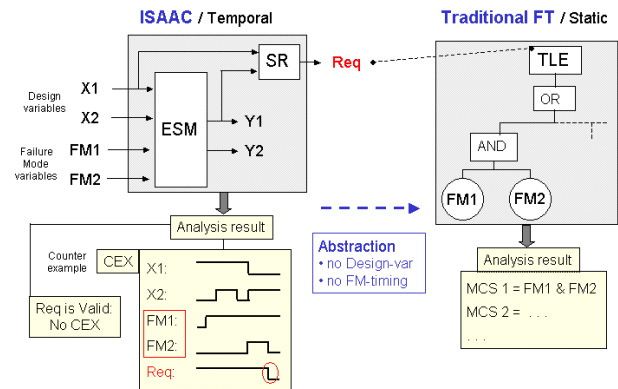 ISAAC / Temporal
Traditional FT / Static
SR
Req
TLE
OR
X1
Design
variables
X2
ESM
Y1
Y2
Failure
Mode
variables
FM1
FM2
AND
FM1
FM2
Analysis result
Abstraction
• no Design-var
• no FM-timing
Analysis result
Counter
example
CEX
X1:
X2:
FM1:
FM2:
Req:
Req is Valid:
No CEX
MCS 1 = FM1 & FM2
MCS 2 = . . .
. . .